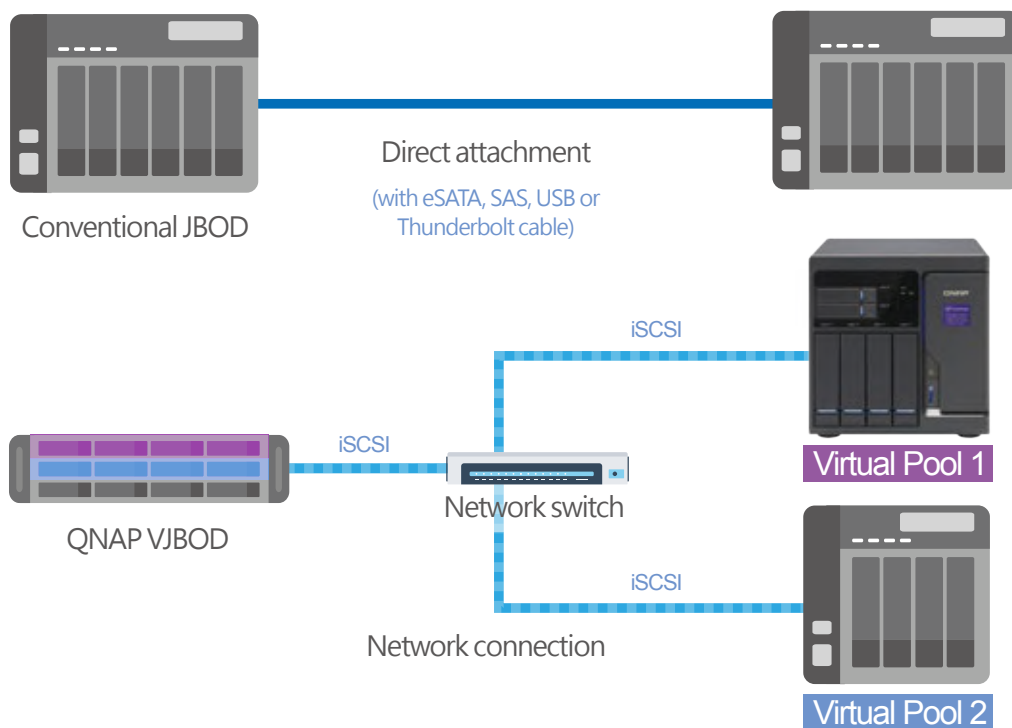 Direct attachment
(with eSATA, SAS, USB or
Thunderbolt cable)
Conventional JBOD
iSCSI
QNAP
iSCSI
Virtual Pool 1
Network switch
QNAP VJBOD
iSCSI
Network connection
Virtual Pool 2